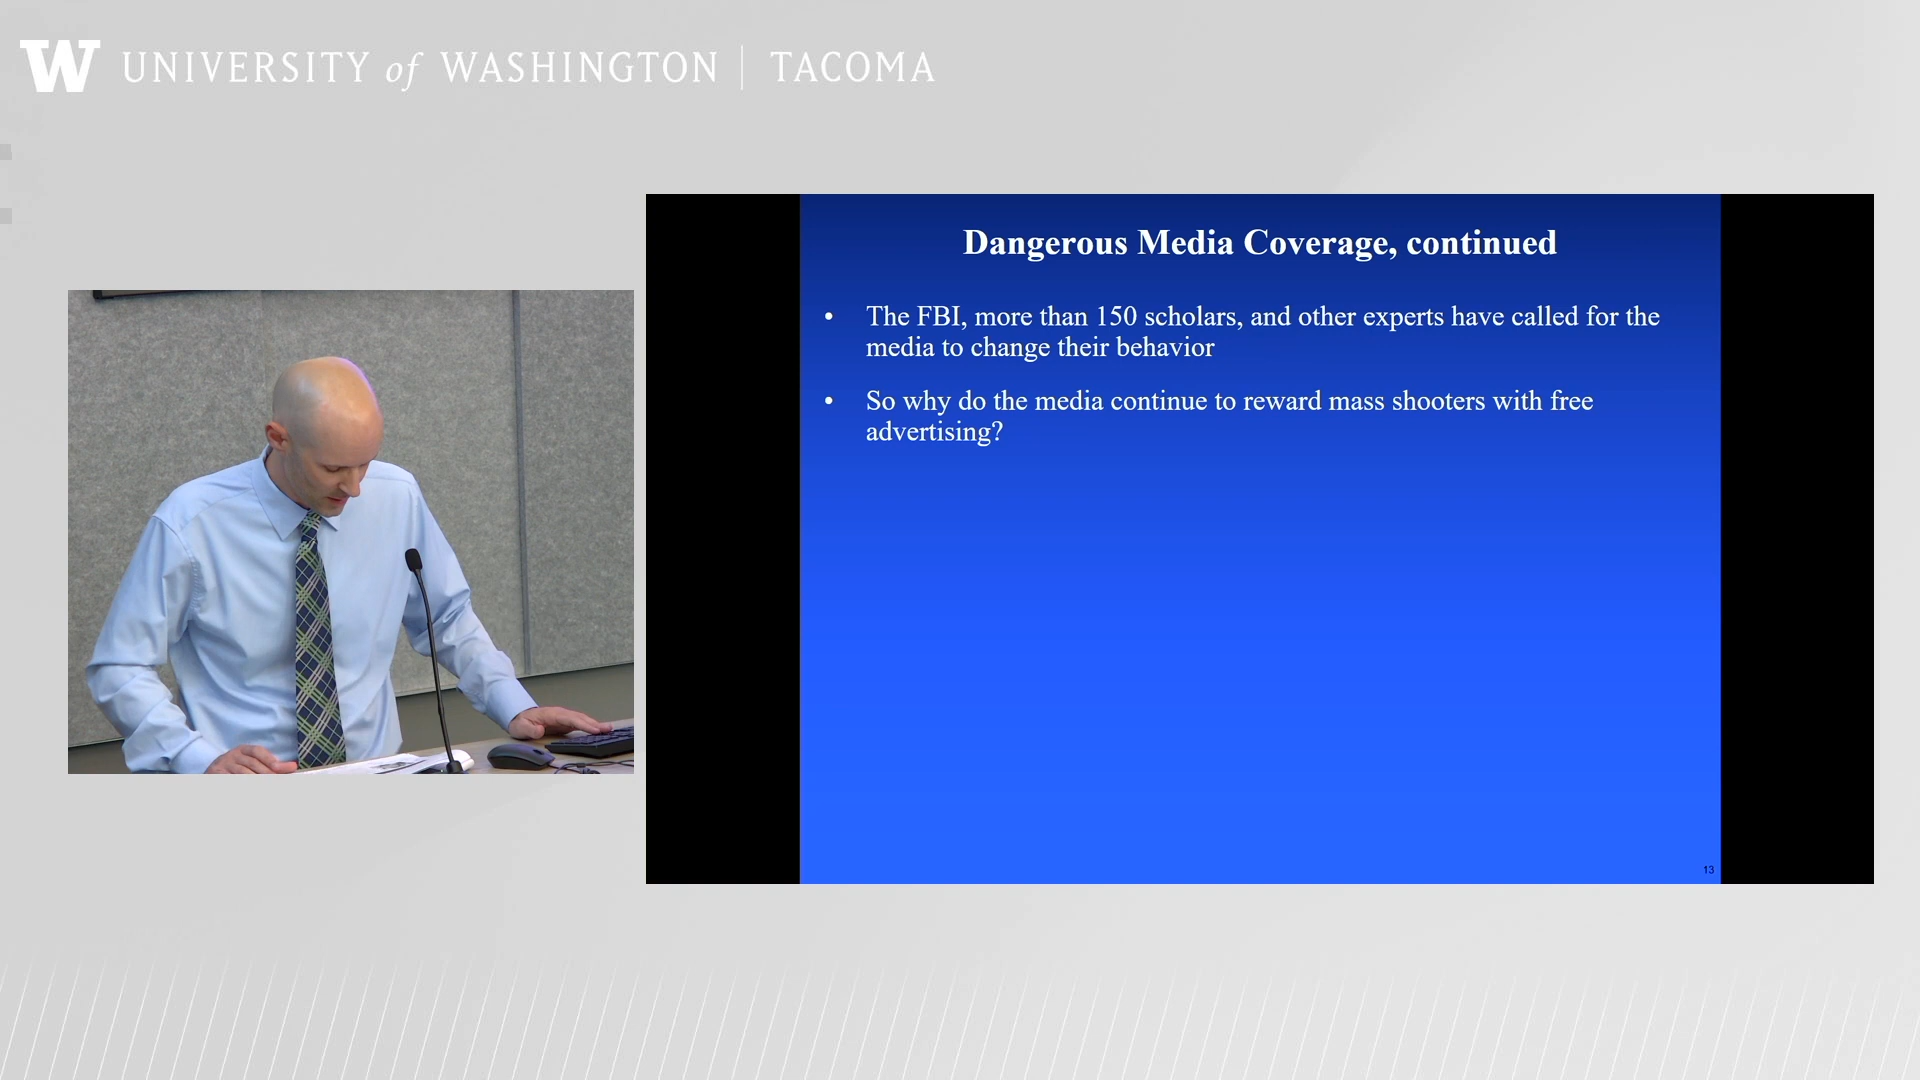 W UNIVERSITY of WASHINGTON | TACOMA
Dangerous Media Coverage, continued
• The FBI, more than 150 scholars, and other experts have called for the
media to change their behavior
• So why do the media continue to reward mass shooters with free
advertising?
13